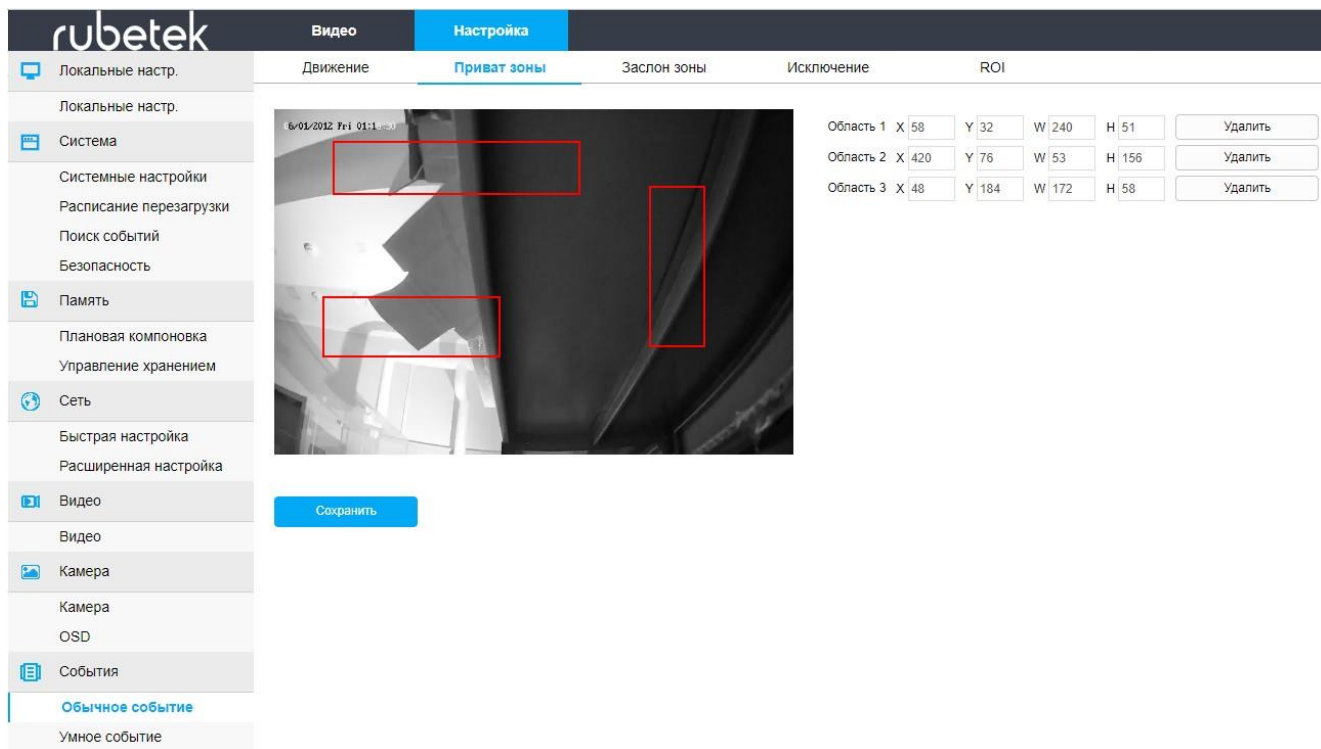 rubetek Видео Настройка
Локальные настр. Движение Приват зоны Заслон зоны Исключение ROI
Локальные настр.
Область 1 X 58 Y 32 W 240 H 51 Удалить
Система
Область 2 X 420 Y 76 W 53 H 156 Удалить
Системные настройки
Область 3 X 48 Y 184 W 172 H 58 Удалить
Расписание перезагрузки
Поиск событий
Безопасность
Память
Плановая компоновка
Управление хранением
Сеть
Быстрая настройка
Расширенная настройка
Видео
Сохранить
Видео
Камера
Камера
OSD
События
Обычное событие
Умное событие